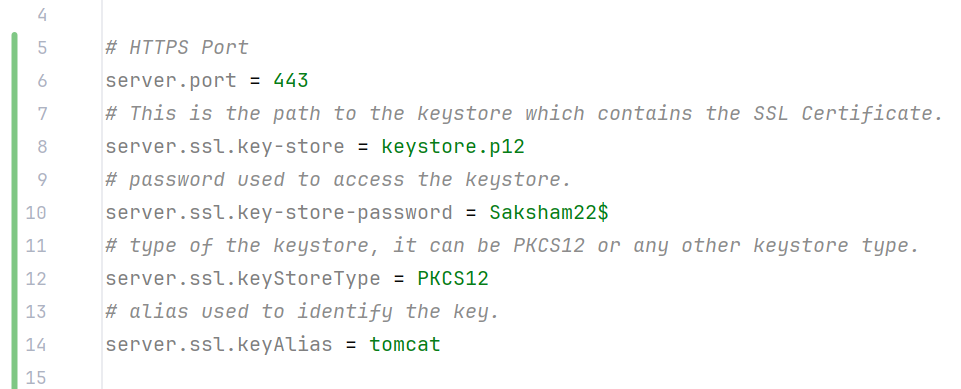 4
5 # HTTPS Port
6 server.port = 443
7 # This is the path to the keystore which contains the SSL Certificate.
8 server.ssl.key-store = keystore.p12
9 # password used to access the keystore.
10 server.ssl.key-store-password = Saksham22$
11 # type of the keystore, it can be PKCS12 or any other keystore type.
12 server.ssl.keyStoreType = PKCS12
13 # alias used to identify the key.
14 server.ssl.keyAlias = tomcat
15